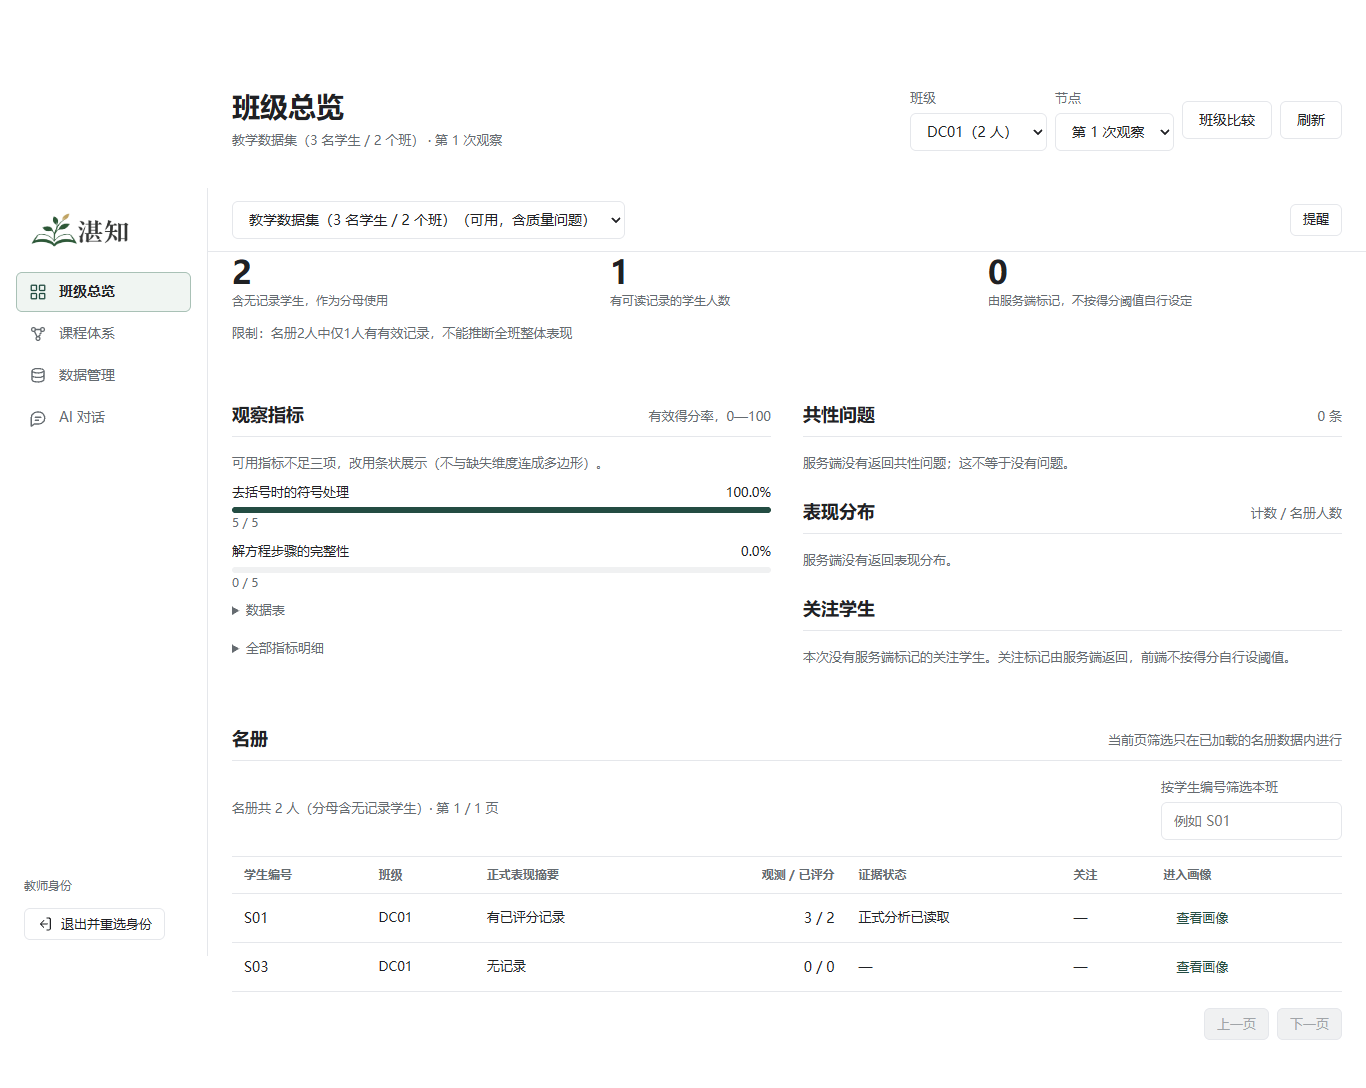 班级总览
教学数据集（3 名学生 / 2 个班） · 第 1 次观察
班级
DC01（2 人）
节点
第 1 次观察
班级比较
刷新
湛知
班级总览
课程体系
数据管理
AI 对话
教师身份
退出并重选身份
教学数据集（3 名学生 / 2 个班）（可用，含质量问题）
提醒
2
含无记录学生，作为分母使用
1
有可读记录的学生人数
0
由服务端标记，不按得分阈值自行设定
限制：名册2人中仅1人有有效记录，不能推断全班整体表现
观察指标
有效得分率，0—100
可用指标不足三项，改用条状展示（不与缺失维度连成多边形）。
去括号时的符号处理
100.0%
5 / 5
解方程步骤的完整性
0.0%
0 / 5
数据表
全部指标明细
共性问题
0 条
服务端没有返回共性问题；这不等于没有问题。
表现分布
计数 / 名册人数
服务端没有返回表现分布。
关注学生
本次没有服务端标记的关注学生。关注标记由服务端返回，前端不按得分自行设阈值。
名册
当前页筛选只在已加载的名册数据内进行
名册共 2 人（分母含无记录学生） · 第 1 / 1 页
按学生编号筛选本班
例如 S01
学生编号 班级 正式表现摘要 观测 / 已评分 证据状态 关注 进入画像
S01 DC01 有已评分记录 3 / 2 正式分析已读取 — 查看画像
S03 DC01 无记录 0 / 0 — — 查看画像
上一页
下一页